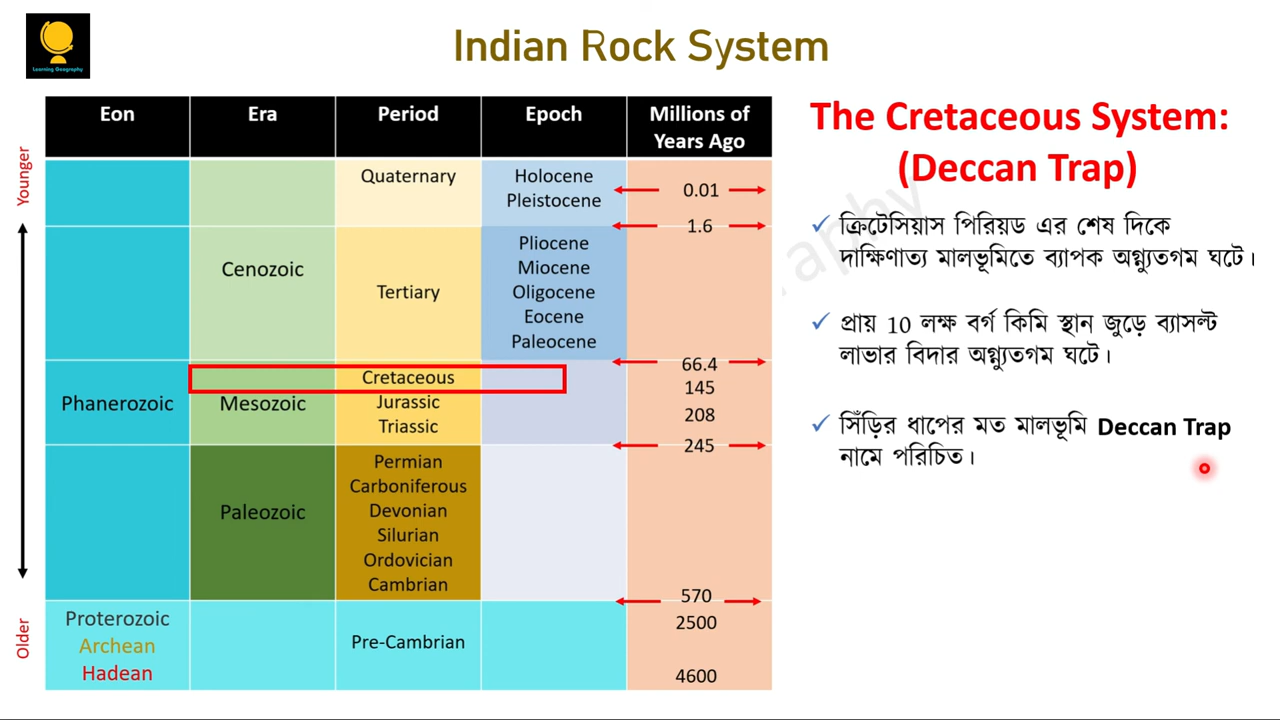 Learning Geography
Indian Rock System
Eon Era Period Epoch Millions of
Years Ago
Younger
Quaternary Holocene 0.01
Pleistocene
1.6
Cenozoic Tertiary Pliocene
Miocene
Oligocene
Eocene
Paleocene
66.4
Phanerozoic Mesozoic Cretaceous 145
Jurassic 208
Triassic 245
Paleozoic Permian
Carboniferous
Devonian
Silurian
Ordovician
Cambrian
570
Older
Proterozoic 2500
Archean Pre-Cambrian
Hadean 4600
The Cretaceous System:
(Deccan Trap)
✓ ক্রিটেসিয়াস পিরিয়ড এর শেষ দিকে
দাক্ষিণাত্য মালভূমিতে ব্যাপক অগ্ন্যুতগম ঘটে।
✓ প্রায় 10 লক্ষ বর্গ কিমি স্থান জুড়ে ব্যাসল্ট
লাভার বিদার অগ্ন্যুতগম ঘটে।
✓ সিঁড়ির ধাপের মত মালভূমি Deccan Trap
নামে পরিচিত।